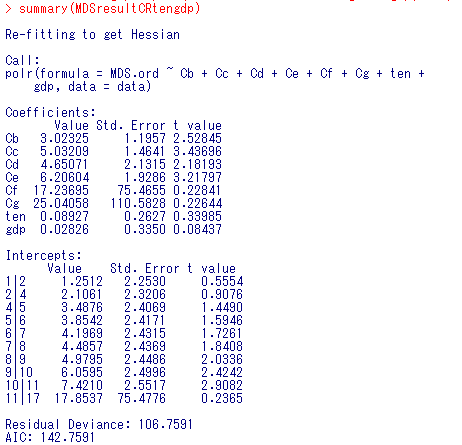 > summary(MDSresultCRtengdp)
Re-fitting to get Hessian
Call:
polr(formula = MDS.ord ~ Cb + Cc + Cd + Ce + Cf + Cg + ten +
gdp, data = data)
Coefficients:
Value Std. Error t value
Cb 3.02325 1.1957 2.52845
Cc 5.03209 1.4641 3.43696
Cd 4.65071 2.1315 2.18193
Ce 6.20604 1.9286 3.21797
Cf 17.23695 75.4655 0.22841
Cg 25.04058 110.5828 0.22644
ten 0.08927 0.2627 0.33985
gdp 0.02826 0.3350 0.08437
Intercepts:
Value Std. Error t value
1|2 1.2512 2.2530 0.5554
2|4 2.1061 2.3206 0.9076
4|5 3.4876 2.4069 1.4490
5|6 3.8542 2.4171 1.5946
6|7 4.1969 2.4315 1.7261
7|8 4.4857 2.4369 1.8408
8|9 4.9795 2.4486 2.0336
9|10 6.0595 2.4996 2.4242
10|11 7.4210 2.5517 2.9082
11|17 17.8537 75.4776 0.2365
Residual Deviance: 106.7591
AIC: 142.7591